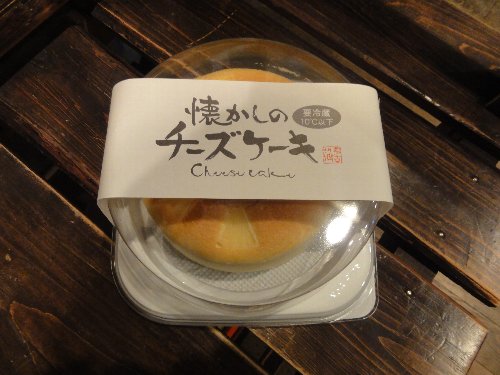 懐かしの
要冷蔵
10℃以下
チーズケーキ
Cheese cake